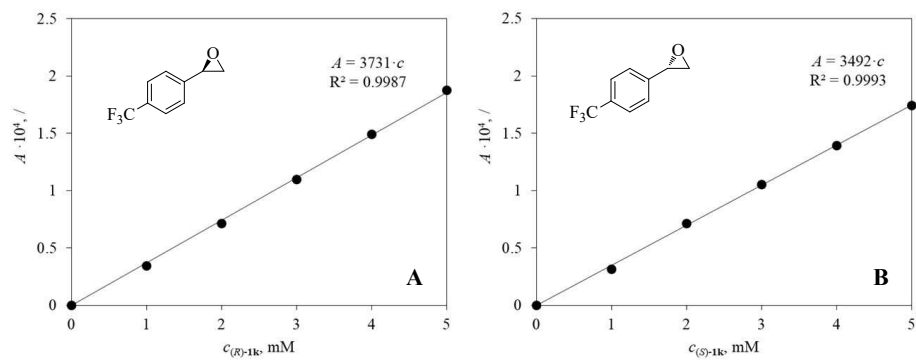 2.5
2
1.5
1
0.5
0
A · 10⁴, /
O
F₃C
A = 3731·c
R² = 0.9987
A
0 1 2 3 4 5
c₍R₎-1k, mM
2.5
2
1.5
1
0.5
0
A · 10⁴, /
O
F₃C
A = 3492·c
R² = 0.9993
B
0 1 2 3 4 5
c₍S₎-1k, mM